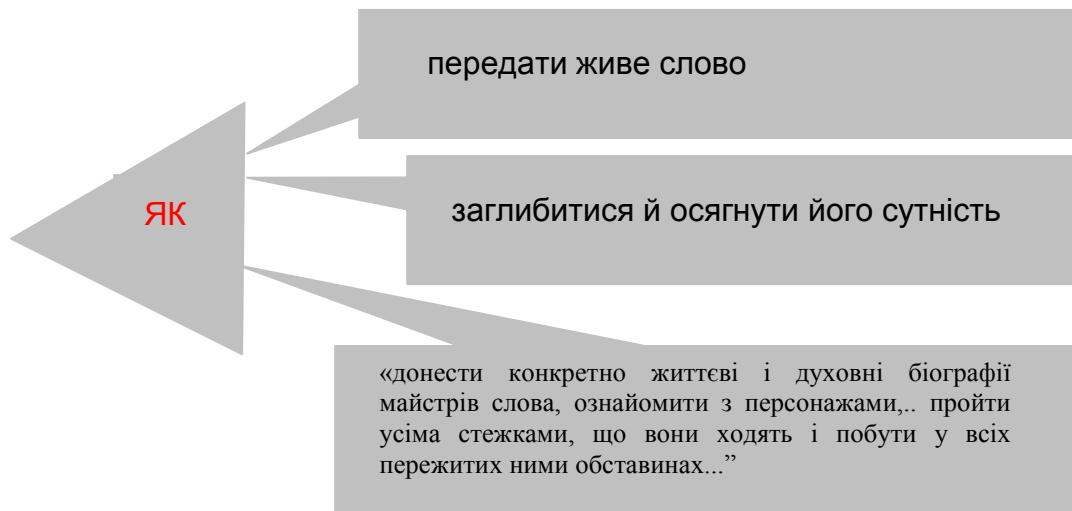 передати живе слово
ЯК
заглибитися й осягнути його сутність
«донести конкретно життєві і духовні біографії
майстрів слова, ознайомити з персонажами,.. пройти
усіма стежками, що вони ходять і побути у всіх
пережитих ними обставинах...”